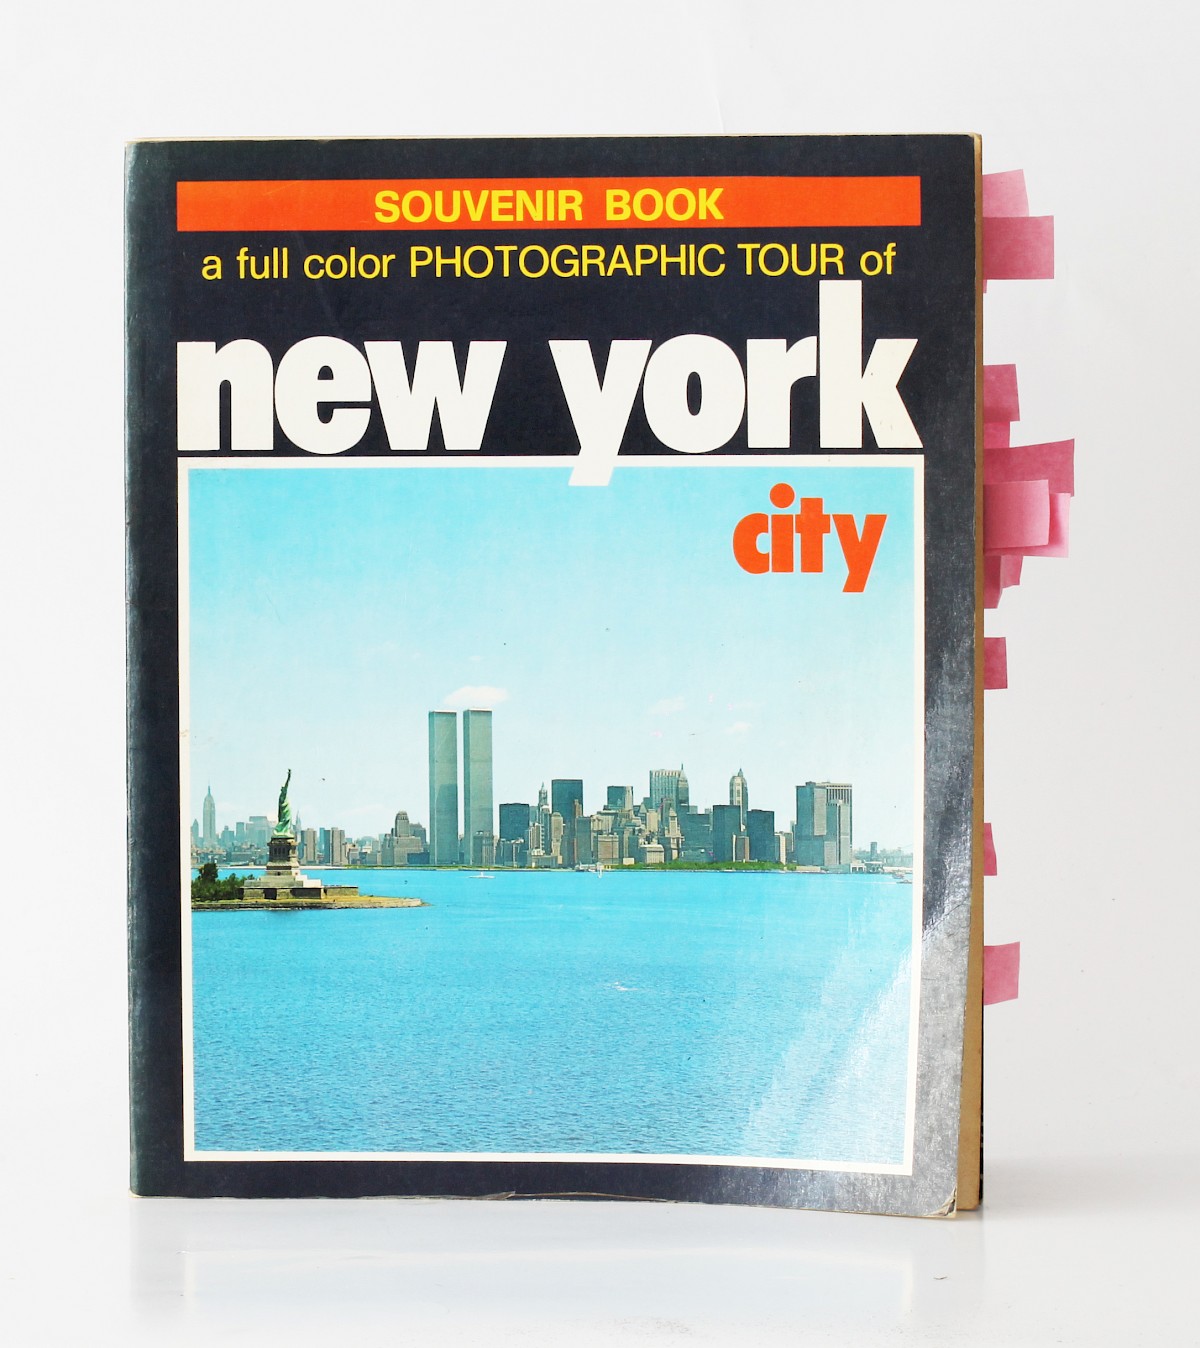 SOUVENIR BOOK
a full color PHOTOGRAPHIC TOUR of
new york
city